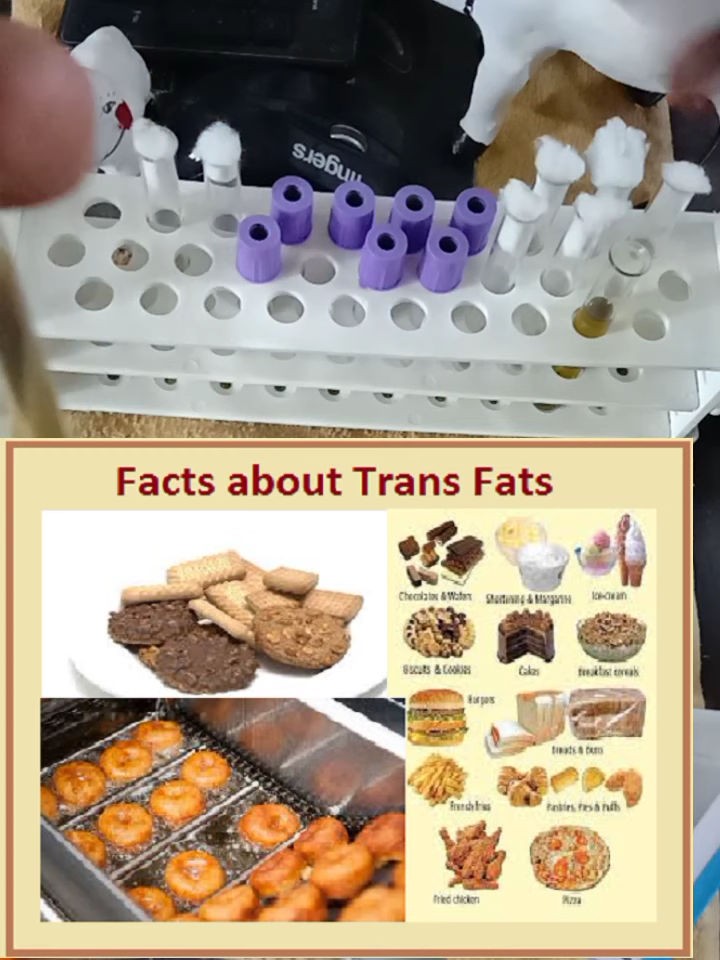 ingers
Facts about Trans Fats
Chocolates & Wafers
Shortening & Margarine
Ice-cream
Biscuits & Cookies
Cakes
Breakfast cereals
Burgers
Breads & Buns
French fries
Pastries, Pies & Puffs
Fried chicken
Pizza